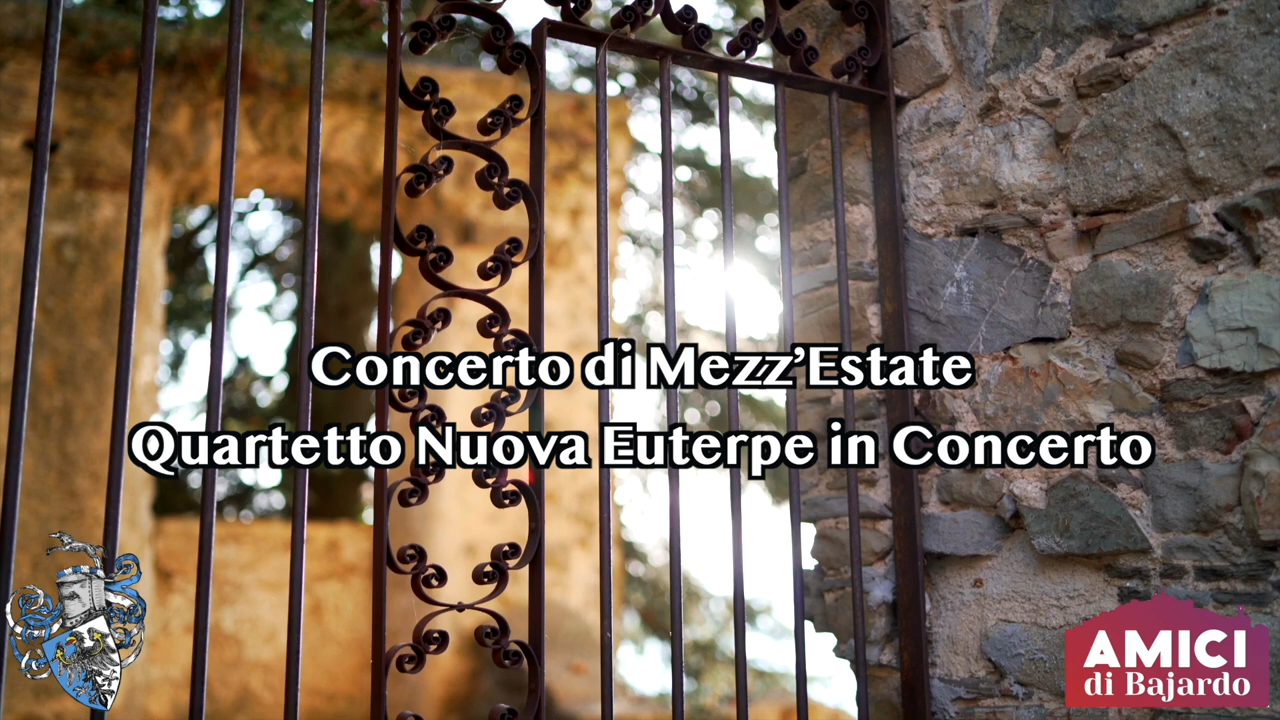 Concerto di Mezz’Estate
Quartetto Nuova Euterpe in Concerto
AMICI
di Bajardo